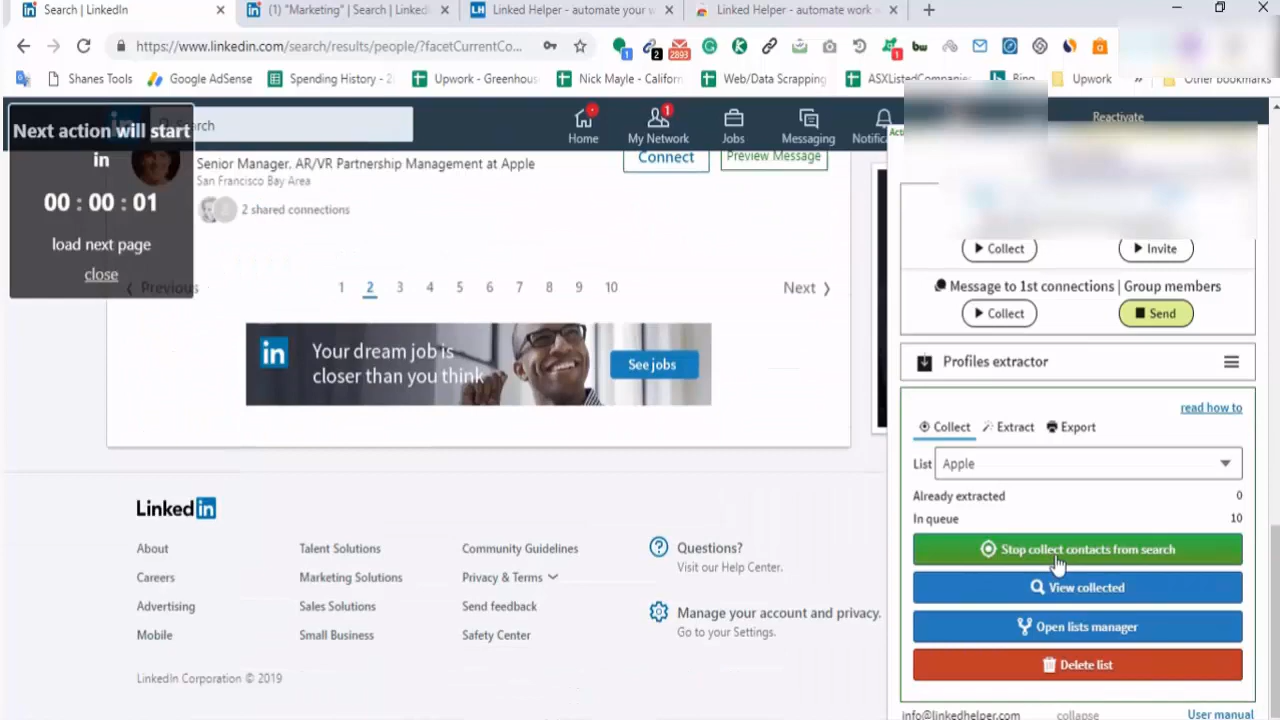 Search | LinkedIn
(1) "Marketing" | Search | Linked
Linked Helper - automate your w
Linked Helper - automate work
https://www.linkedin.com/search/results/people/?facetCurrentCo...
1
2
2893
1
Shanes Tools
Google AdSense
Spending History - 2
Upwork - Greenhous
Nick Mayle - Californ
Web/Data Scrapping
ASXListedCompanie
Bing
Upwork
»
Other bookmarks
Search
Home
1
My Network
Jobs
Messaging
Notific
Reactivate
Next action will start
in
00 : 00 : 01
load next page
close
Senior Manager. AR/VR Partnership Management at Apple
San Francisco Bay Area
2 shared connections
Connect
Preview Message
Previous
1
2
3
4
5
6
7
8
9
10
Next
in
Your dream job is
closer than you think
See jobs
Linked in
About
Talent Solutions
Community Guidelines
Careers
Marketing Solutions
Privacy & Terms
Advertising
Sales Solutions
Send feedback
Mobile
Small Business
Safety Center
Questions?
Visit our Help Center.
Manage your account and privacy.
Go to your Settings.
LinkedIn Corporation © 2019
Collect
Invite
Message to 1st connections | Group members
Collect
Send
Profiles extractor
read how to
Collect
Extract
Export
List
Apple
Already extracted
0
In queue
10
Stop collect contacts from search
View collected
Open lists manager
Delete list
info@linkedhelper.com
collapse
User manual